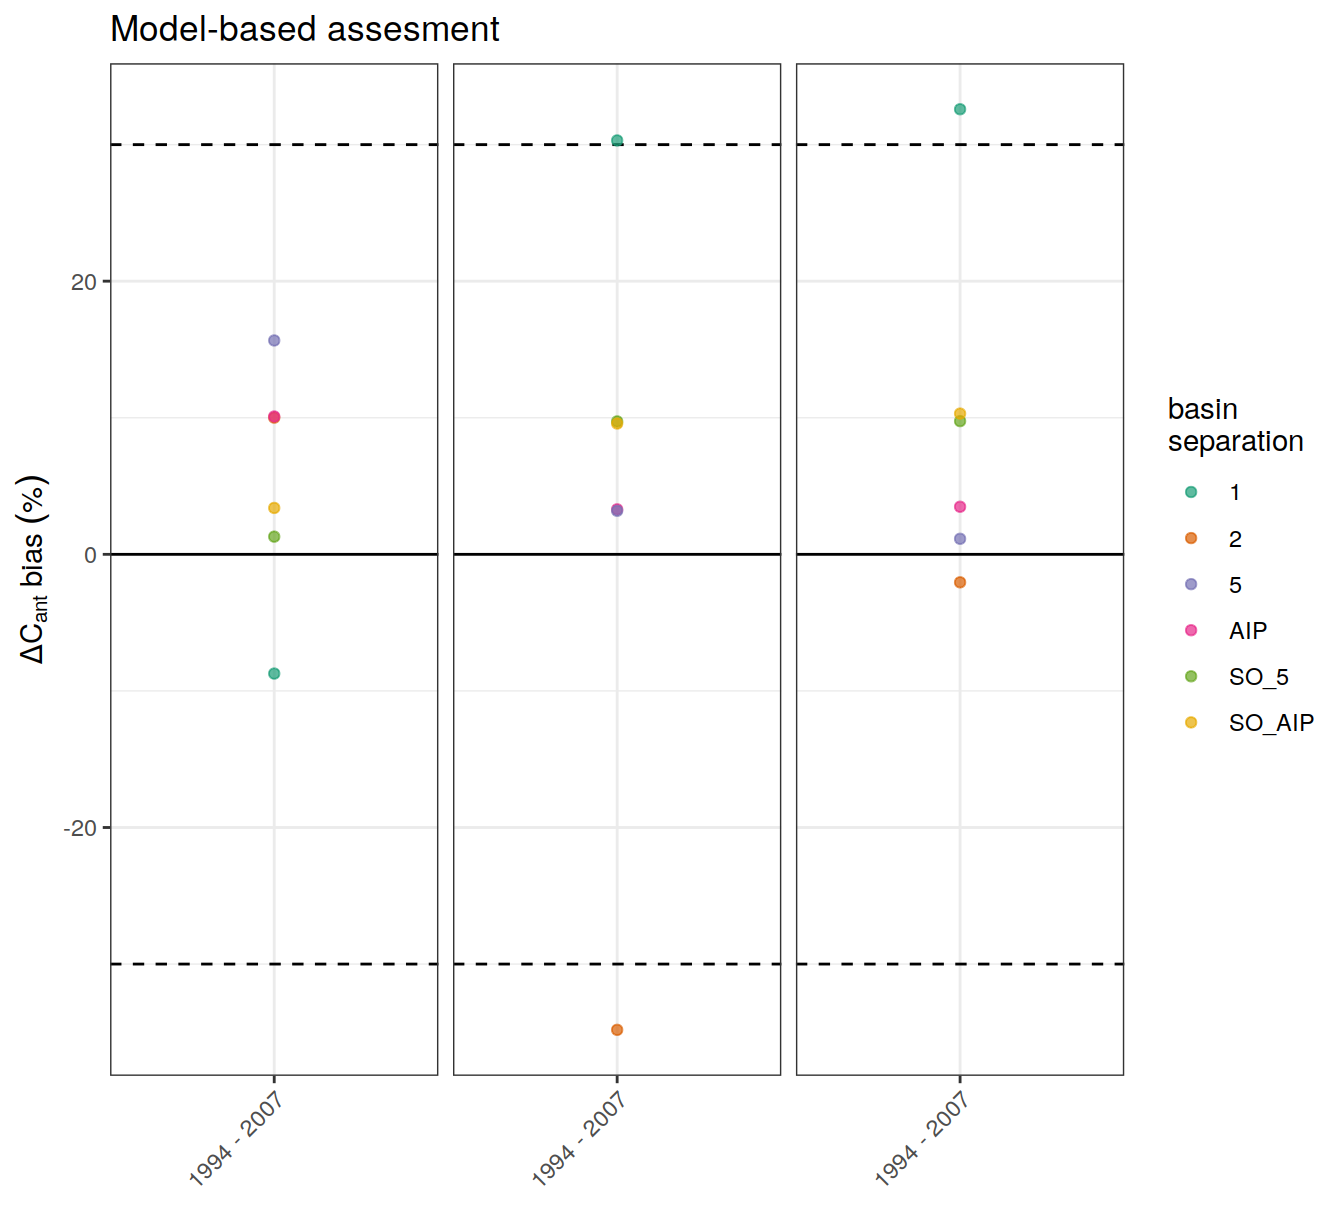 Model-based assesment
20
0
-20
ΔCant bias (%)
1994 - 2007
1994 - 2007
1994 - 2007
basin
separation
1
2
5
AIP
SO_5
SO_AIP